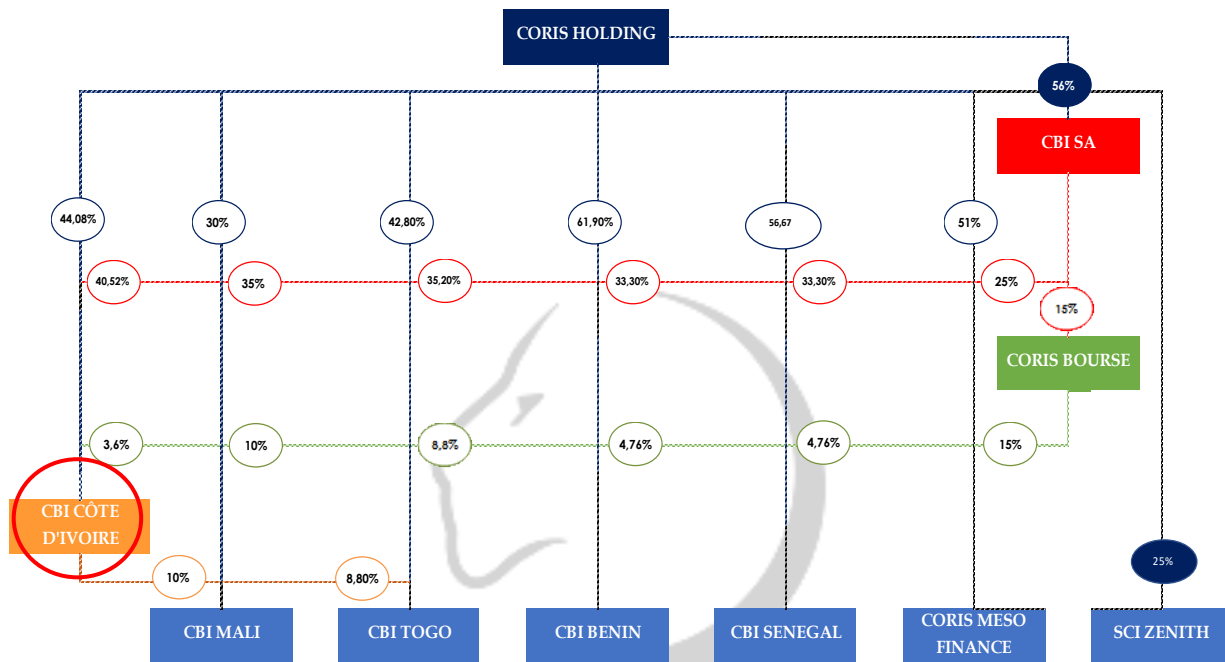 CORIS HOLDING
56%
CBI SA
44,08%
30%
42,80%
61,90%
56,67
51%
40,52%
35%
35,20%
33,30%
33,30%
25%
15%
CORIS BOURSE
3,6%
10%
8,8%
4,76%
4,76%
15%
CBI CÔTE
D'IVOIRE
10%
8,80%
25%
CBI MALI
CBI TOGO
CBI BENIN
CBI SENEGAL
CORIS MESO
FINANCE
SCI ZENITH